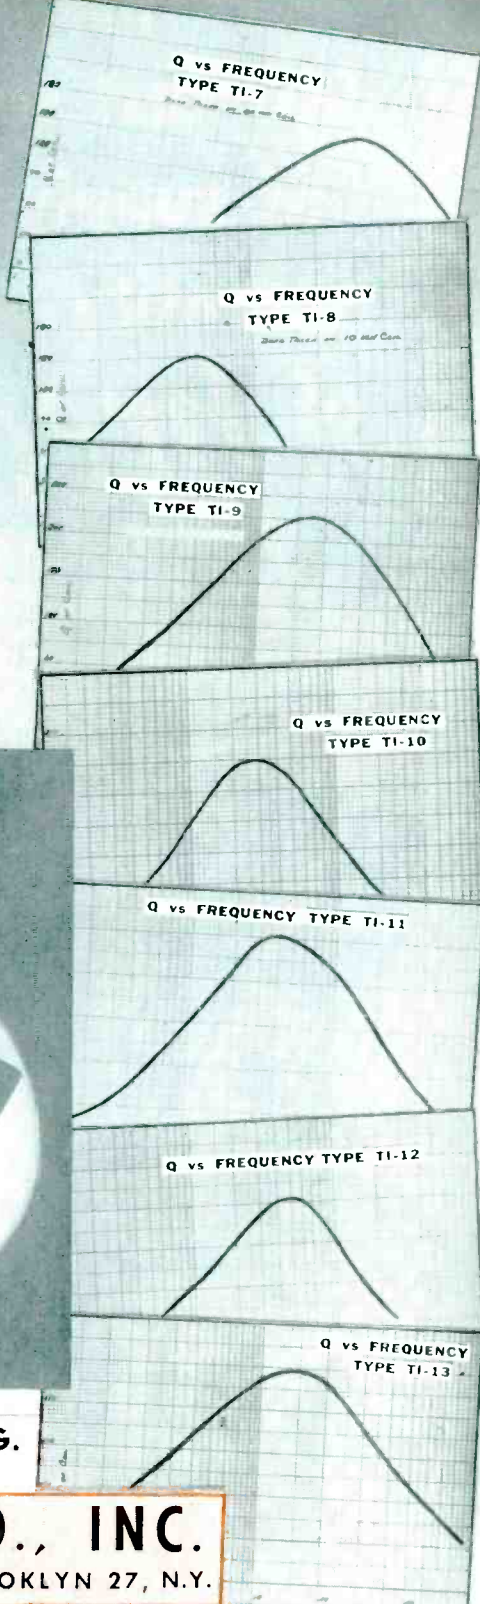 Q vs FREQUENCY
TYPE TI-7
Q vs FREQUENCY
TYPE TI-8
Q vs FREQUENCY
TYPE TI-9
Q vs FREQUENCY
TYPE TI-10
Q vs FREQUENCY TYPE TI-11
Q vs FREQUENCY TYPE TI-12
Q vs FREQUENCY
TYPE TI-13
G.
O., INC.
OKLYN 27, N.Y.